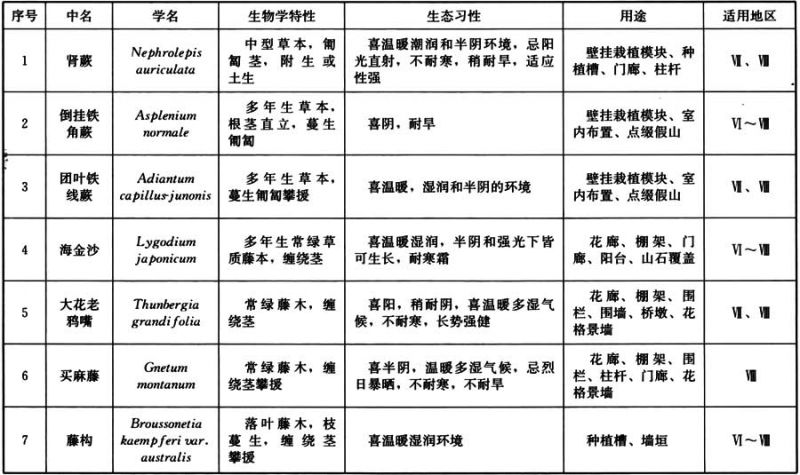 序号 中名 学名 生物学特性 生态习性 用途 适用地区
1 肾蕨 Nephrolepis auriculata 中型草本，匍匐茎，附生或土生 喜温暖潮润和半阴环境，忌阳光直射，不耐寒，稍耐旱，适应性强 壁挂栽植模块、种植槽、门廊、柱杆 Ⅶ、Ⅷ
2 倒挂铁角蕨 Asplenium normale 多年生草本，根茎直立，蔓生匍匐 喜阴，耐旱 壁挂栽植模块、室内布置、点缀假山 Ⅵ～Ⅷ
3 团叶铁线蕨 Adiantum capillus-junonis 多年生草本，蔓生匍匐攀援 喜温暖，湿润和半阴的环境 壁挂栽植模块、室内布置、点缀假山 Ⅶ、Ⅷ
4 海金沙 Lygodium japonicum 多年生常绿草质藤本，缠绕茎 喜温暖湿润，半阴和强光下皆可生长，耐寒霜 花廊、棚架、门廊、阳台、山石覆盖 Ⅵ～Ⅷ
5 大花老鸦嘴 Thunbergia grandifolia 常绿藤木，缠绕茎 喜阳，稍耐阴，喜温暖多湿气候，不耐寒，长势强健 花廊、棚架、围栏、围墙、桥墩、花格景墙 Ⅶ、Ⅷ
6 买麻藤 Gnetum montanum 常绿藤木，缠绕茎攀援 喜半阴，温暖多湿气候，忌烈日暴晒，不耐寒，不耐旱 花廊、棚架、围栏、柱杆、门廊、花格景墙 Ⅷ
7 藤构 Broussonetia kaempferi var. australis 落叶藤木，枝蔓生，缠绕茎攀援 喜温暖湿润环境 种植槽、墙垣 Ⅵ～Ⅷ